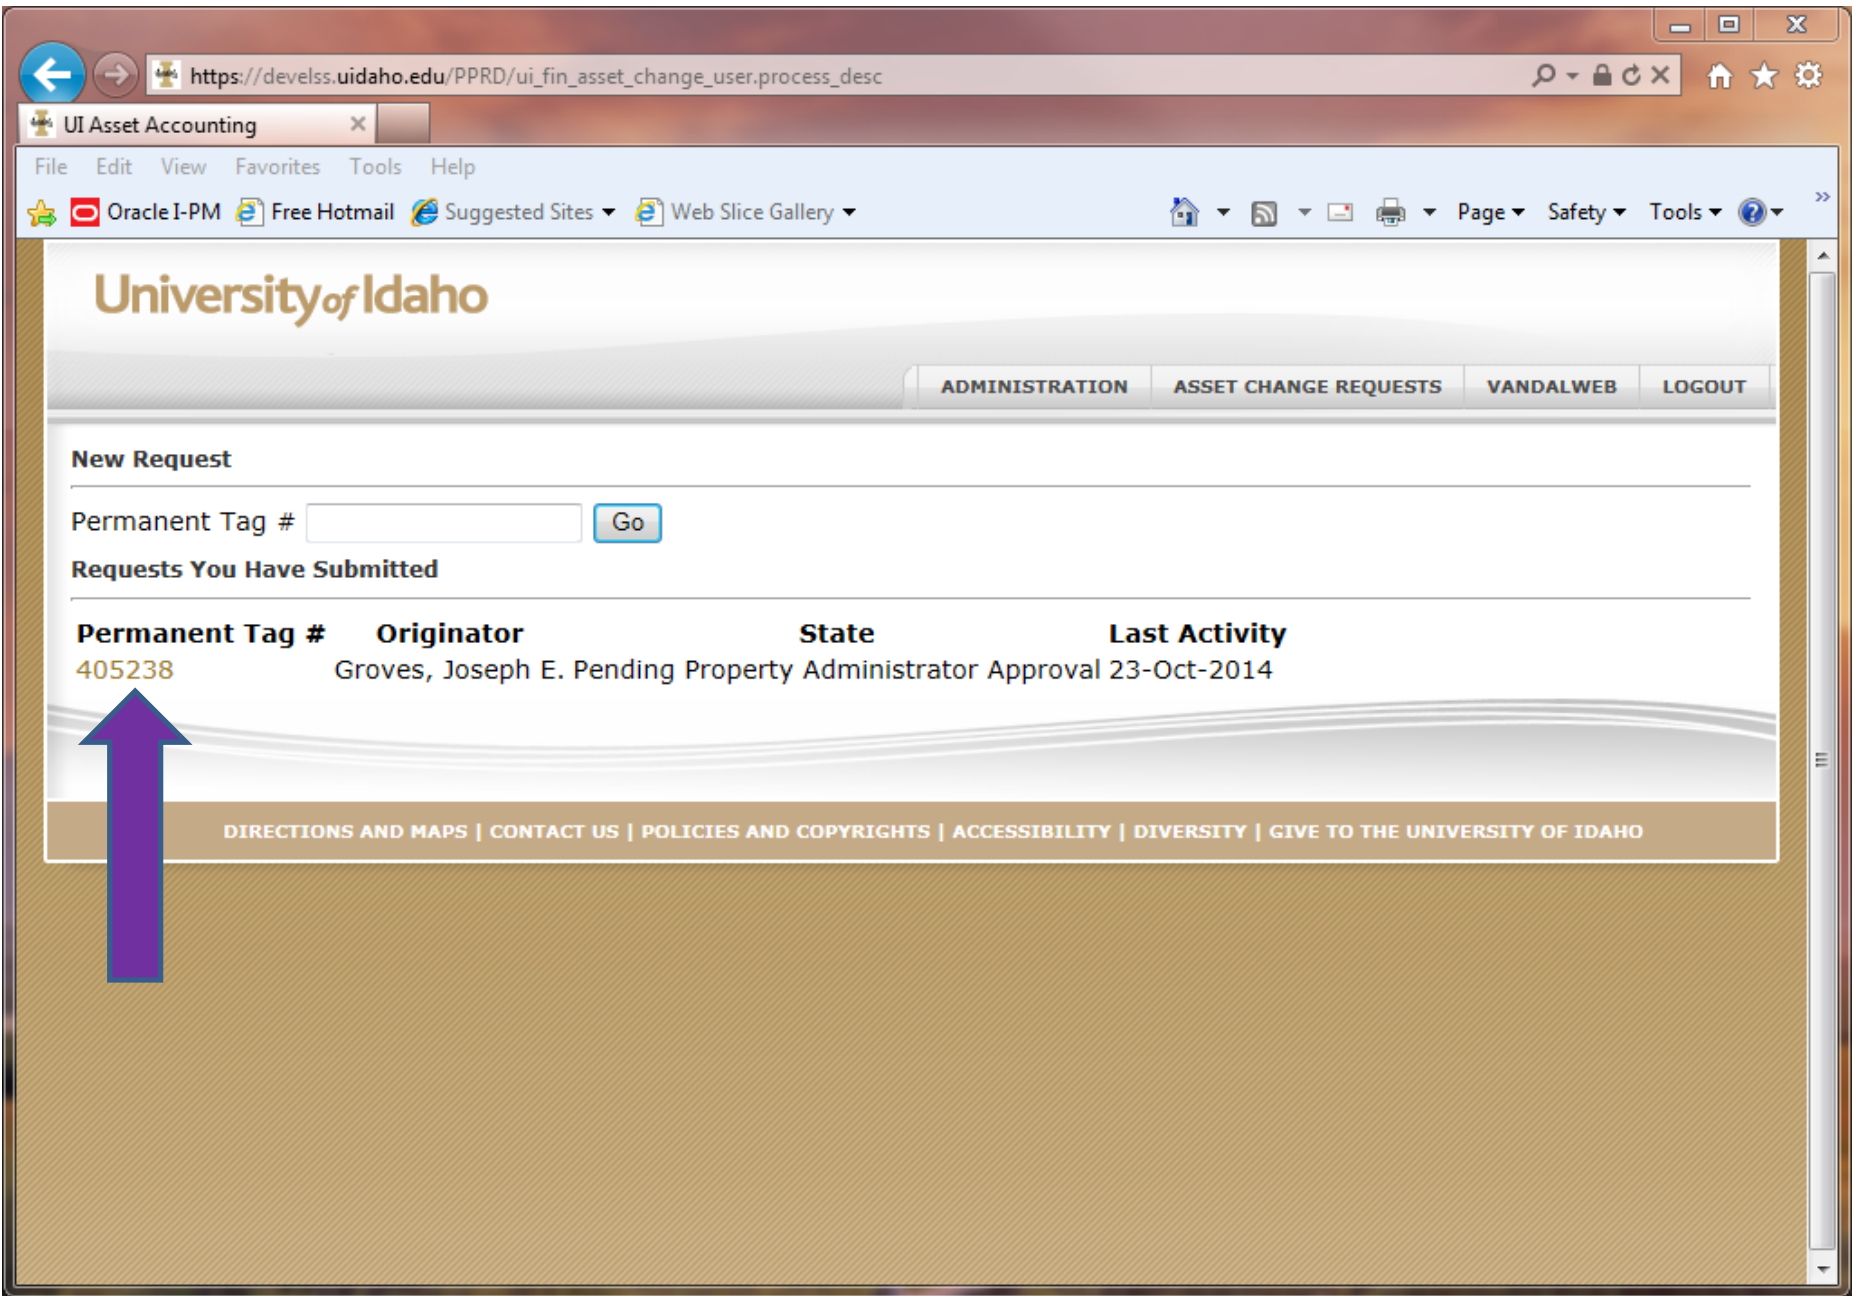 https://develss.uidaho.edu/PPRD/ui_fin_asset_change_user.process_desc
UI Asset Accounting
File Edit View Favorites Tools Help
Oracle I-PM Free Hotmail Suggested Sites Web Slice Gallery Page Safety Tools
University of Idaho
ADMINISTRATION ASSET CHANGE REQUESTS VANDALWEB LOGOUT
New Request
Permanent Tag # Go
Requests You Have Submitted
Permanent Tag # Originator State Last Activity
405238 Groves, Joseph E. Pending Property Administrator Approval 23-Oct-2014
DIRECTIONS AND MAPS | CONTACT US | POLICIES AND COPYRIGHTS | ACCESSIBILITY | DIVERSITY | GIVE TO THE UNIVERSITY OF IDAHO